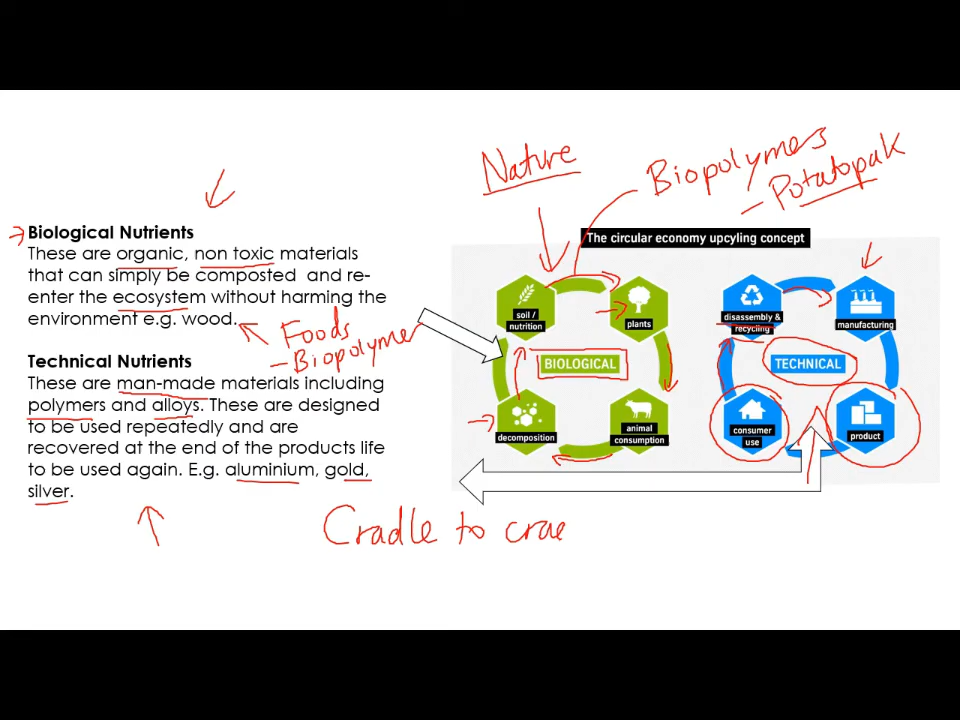 Nature
Biopolymers
- Potatopak
Biological Nutrients
These are organic, non toxic materials
that can simply be composted and re-
enter the ecosystem without harming the
environment e.g. wood.
Foods
- Biopolymer
Technical Nutrients
These are man-made materials including
polymers and alloys. These are designed
to be used repeatedly and are
recovered at the end of the products life
to be used again. E.g. aluminium, gold,
silver.
The circular economy upcyling concept
soil /
nutrition
plants
BIOLOGICAL
decomposition
animal
consumption
disassembly &
recycling
manufacturing
TECHNICAL
consumer
use
product
Cradle to crae